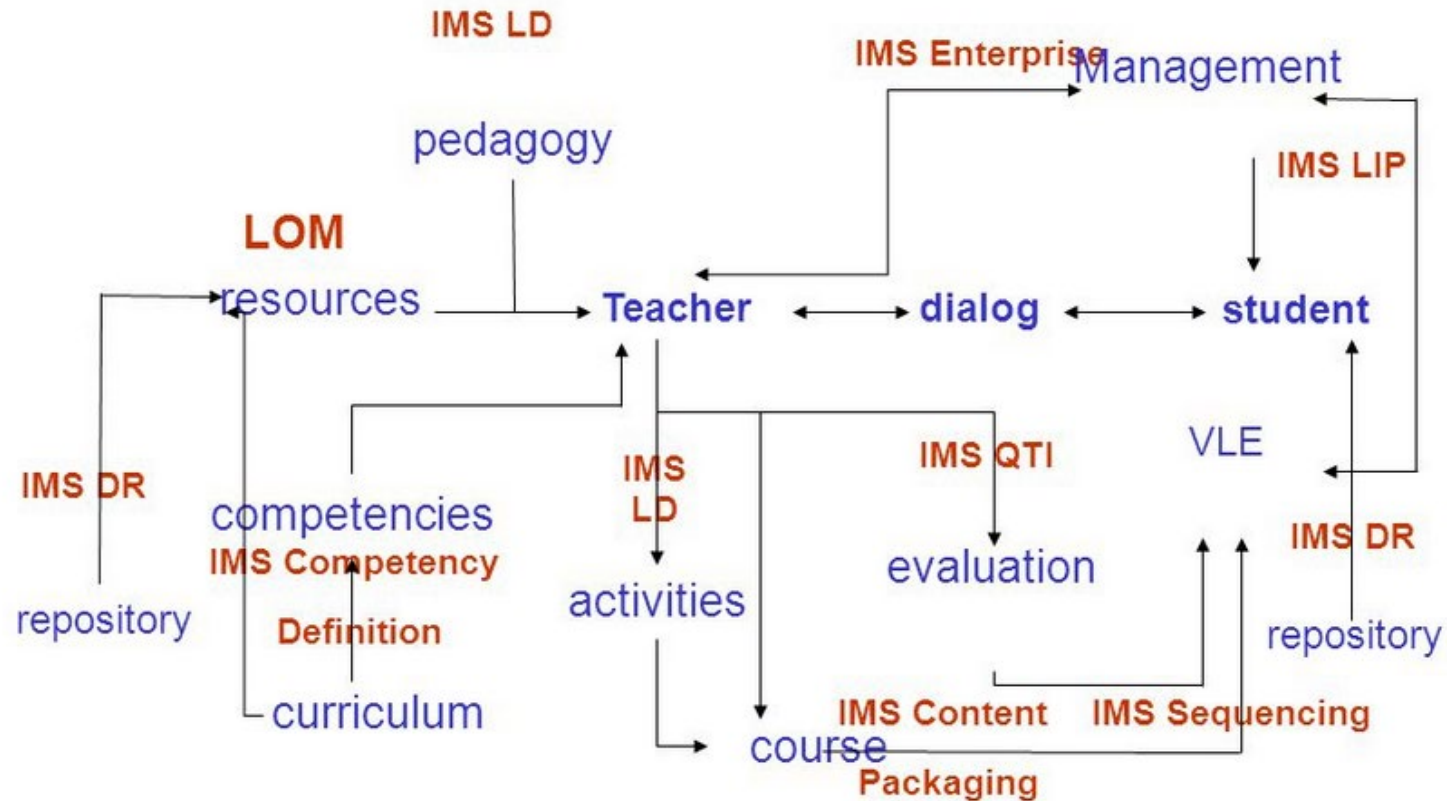 IMS LD
IMS Enterprise
Management
pedagogy
IMS LIP
LOM
resources
Teacher
dialog
student
IMS DR
competencies
IMS Competency
Definition
IMS
LD
IMS QTI
VLE
IMS DR
repository
activities
evaluation
repository
curriculum
IMS Content
IMS Sequencing
course
Packaging